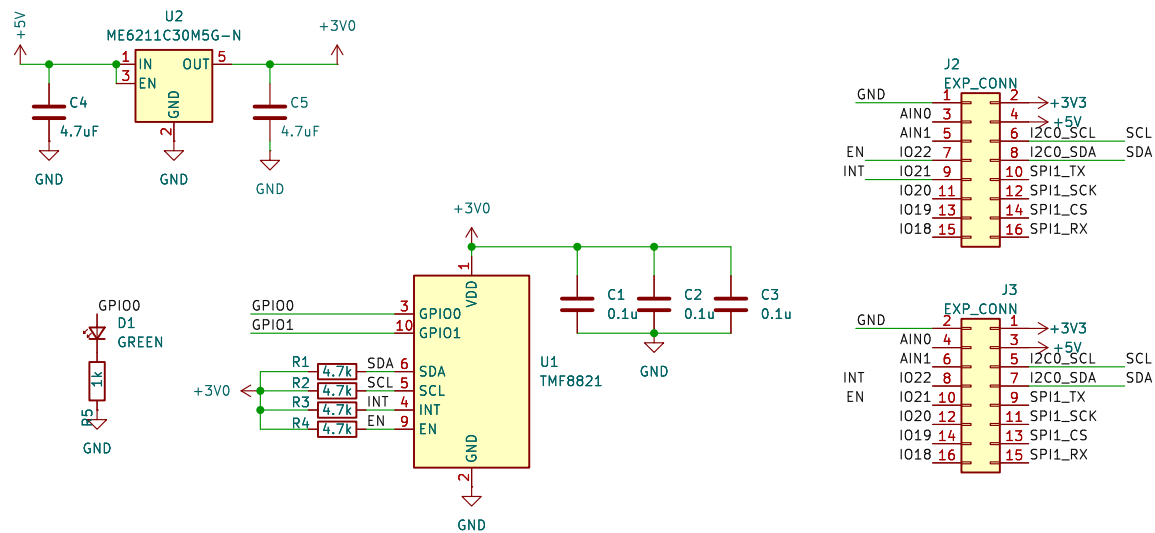 +5V
U2
ME6211C30M5G-N
+3V0
1 IN OUT 5
3 EN
GND
2
C4
4.7uF
C5
4.7uF
GND
GND
GND
+3V0
1
VDD
GPIO0 3 GPIO0
GPIO1 10 GPIO1
R1 4.7k SDA 6 SDA
+3V0 R2 4.7k SCL 5 SCL
R3 4.7k INT 4 INT
R4 4.7k EN 9 EN
GND
2
GND
U1
TMF8821
C1
0.1u
C2
0.1u
C3
0.1u
GND
GPIO0
D1
GREEN
1k
R5
GND
J2
EXP_CONN
GND 1 2 +3V3
AIN0 3 4 +5V
AIN1 5 6 I2C0_SCL SCL
EN IO22 7 8 I2C0_SDA SDA
INT IO21 9 10 SPI1_TX
IO20 11 12 SPI1_SCK
IO19 13 14 SPI1_CS
IO18 15 16 SPI1_RX
J3
EXP_CONN
GND 2 1 +3V3
AIN0 4 3 +5V
AIN1 6 5 I2C0_SCL SCL
INT IO22 8 7 I2C0_SDA SDA
EN IO21 10 9 SPI1_TX
IO20 12 11 SPI1_SCK
IO19 14 13 SPI1_CS
IO18 16 15 SPI1_RX